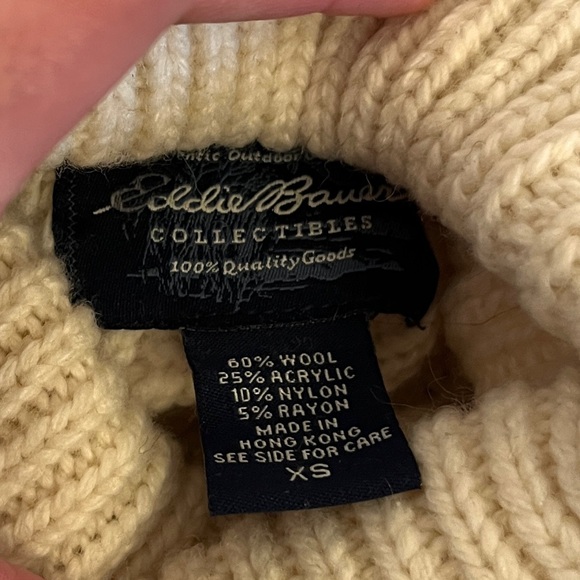 Outdoor
Eddie Bauer
COLLECTIBLES
100% Quality Goods
60% WOOL
25% ACRYLIC
10% NYLON
5% RAYON
MADE IN
HONG KONG
SEE SIDE FOR CARE
XS